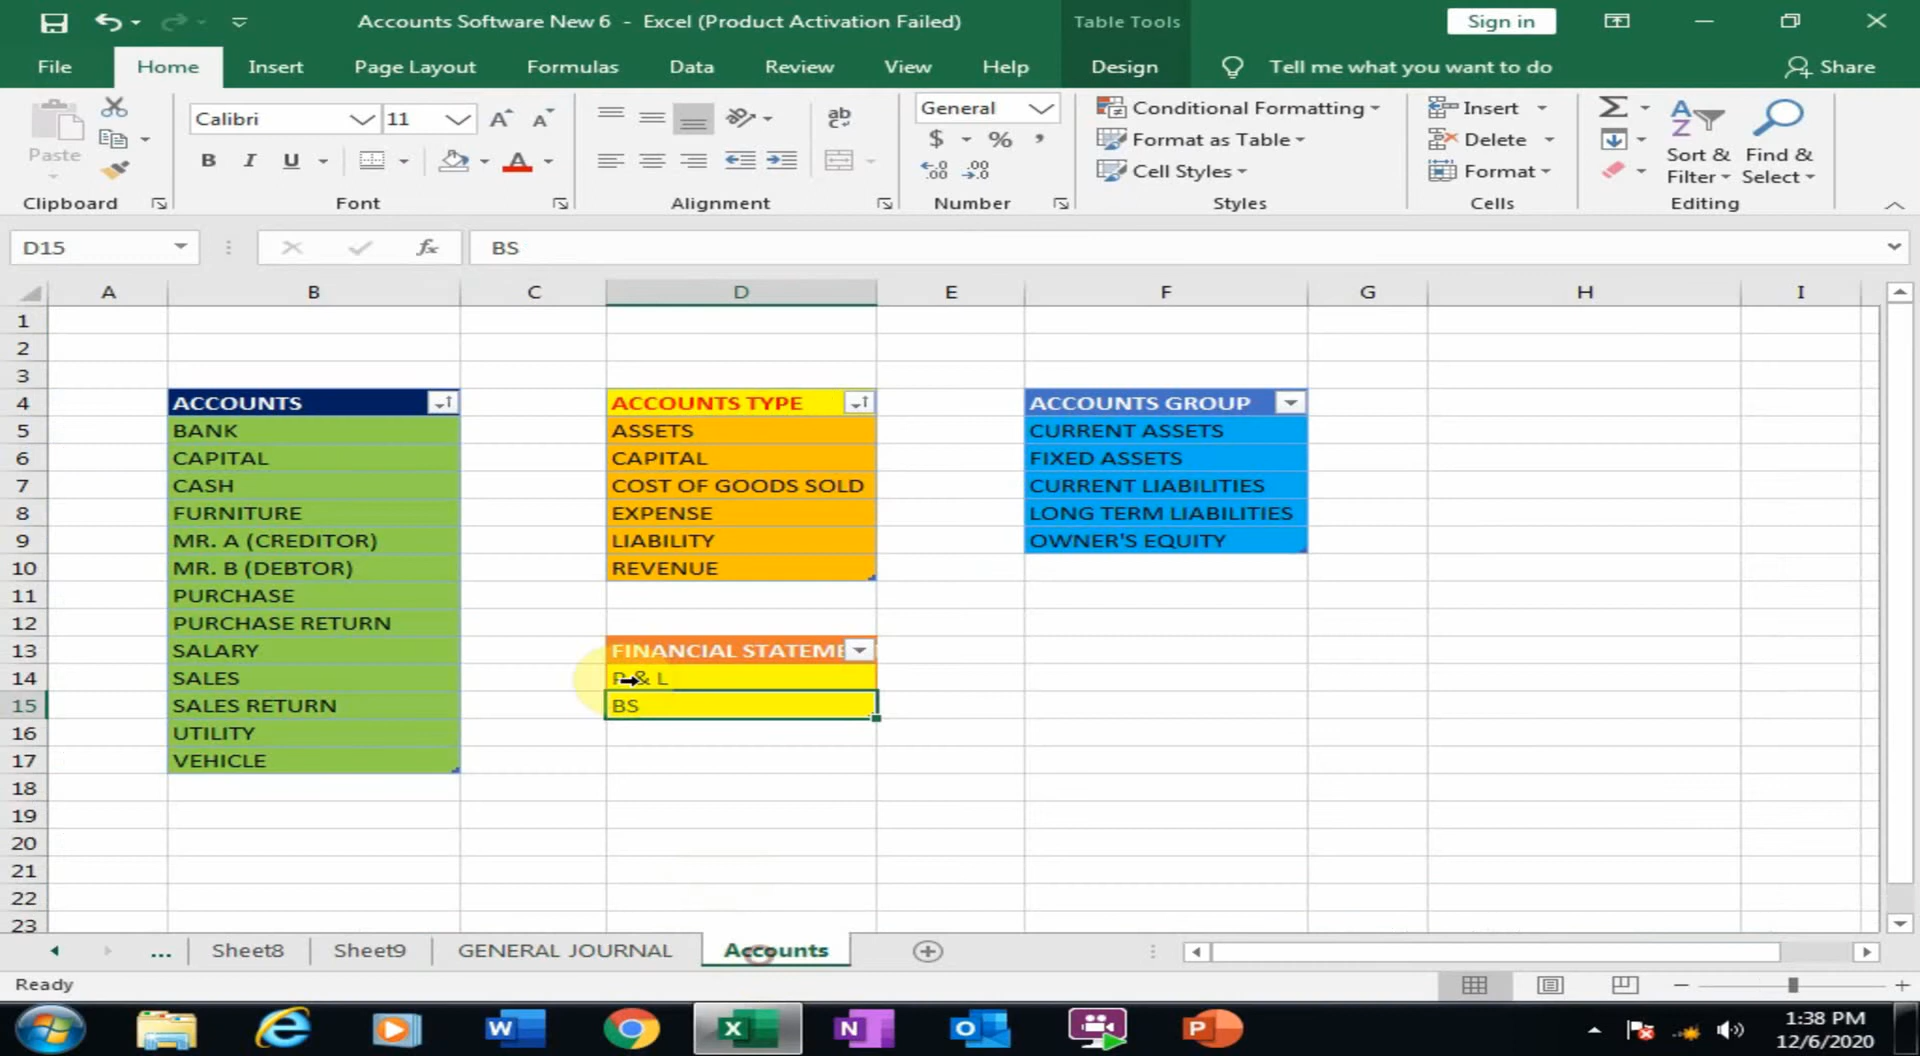 Accounts Software New 6 - Excel (Product Activation Failed)
Table Tools
Sign in
File
Home
Insert
Page Layout
Formulas
Data
Review
View
Help
Design
Tell me what you want to do
Share
Paste
Calibri
11
B
I
U
A
ab
General
$
%
Conditional Formatting
Format as Table
Cell Styles
Insert
Delete
Format
Sort &
Filter
Find &
Select
Clipboard
Font
Alignment
Number
Styles
Cells
Editing
D15
fx
BS
A B C D E F G H I
1
2
3
4 ACCOUNTS ACCOUNTS TYPE ACCOUNTS GROUP
5 BANK ASSETS CURRENT ASSETS
6 CAPITAL CAPITAL FIXED ASSETS
7 CASH COST OF GOODS SOLD CURRENT LIABILITIES
8 FURNITURE EXPENSE LONG TERM LIABILITIES
9 MR. A (CREDITOR) LIABILITY OWNER'S EQUITY
10 MR. B (DEBTOR) REVENUE
11 PURCHASE
12 PURCHASE RETURN
13 SALARY FINANCIAL STATEME
14 SALES P & L
15 SALES RETURN BS
16 UTILITY
17 VEHICLE
18
19
20
21
22
23
... Sheet8 Sheet9 GENERAL JOURNAL Accounts
Ready
1:38 PM
12/6/2020